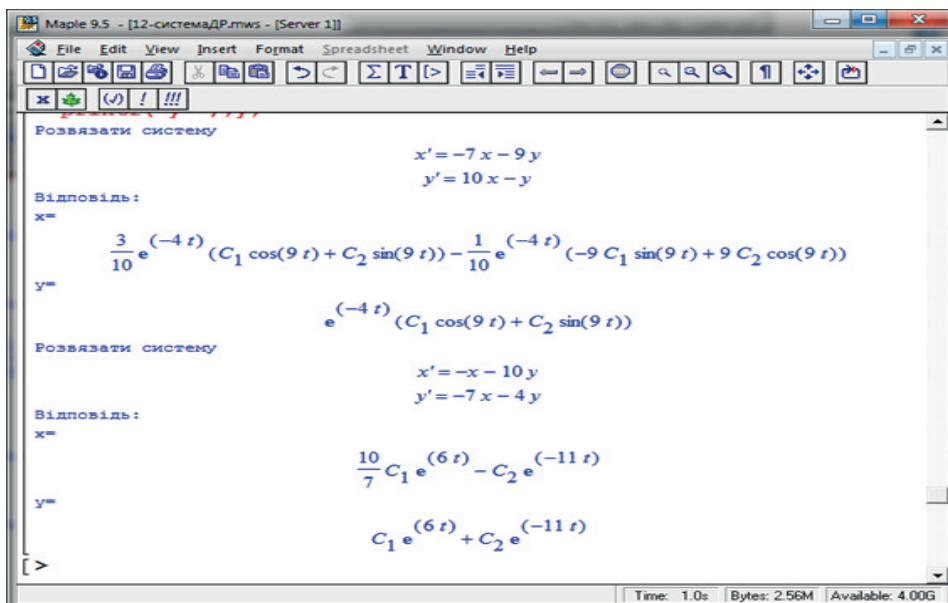 Maple 9.5 - [12-системаДР.mws - [Server 1]]
File Edit View Insert Format Spreadsheet Window Help
Розвязати систему
x' = −7 x − 9 y
y' = 10 x − y
Відповідь:
x=
3/10 e^(−4 t) (C₁ cos(9 t) + C₂ sin(9 t)) − 1/10 e^(−4 t) (−9 C₁ sin(9 t) + 9 C₂ cos(9 t))
y=
e^(−4 t) (C₁ cos(9 t) + C₂ sin(9 t))
Розвязати систему
x' = −x − 10 y
y' = −7 x − 4 y
Відповідь:
x=
10/7 C₁ e^(6 t) − C₂ e^(−11 t)
y=
C₁ e^(6 t) + C₂ e^(−11 t)
[ >
Time: 1.0s Bytes: 2.56M Available: 4.00G